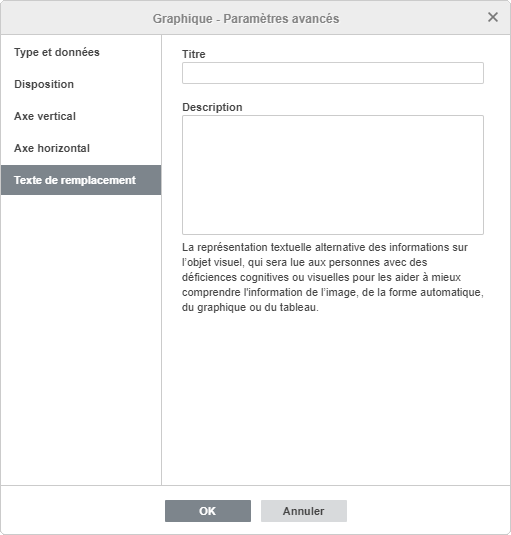 Graphique - Paramètres avancés
Type et données
Disposition
Axe vertical
Axe horizontal
Texte de remplacement
Titre
Description
La représentation textuelle alternative des informations sur
l'objet visuel, qui sera lue aux personnes avec des
déficiences cognitives ou visuelles pour les aider à mieux
comprendre l'information de l'image, de la forme automatique,
du graphique ou du tableau.
OK
Annuler